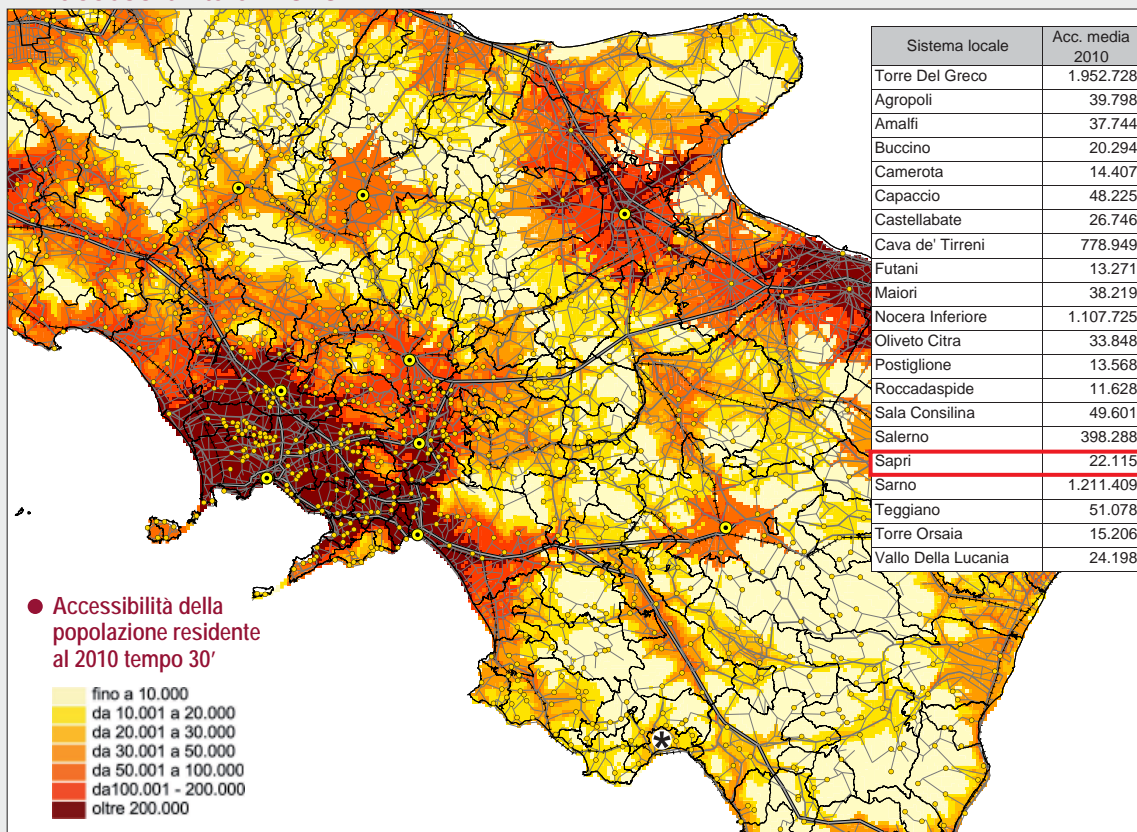 Sistema locale Acc. media 2010
Torre Del Greco 1.952.728
Agropoli 39.798
Amalfi 37.744
Buccino 20.294
Camerota 14.407
Capaccio 48.225
Castellabate 26.746
Cava de' Tirreni 778.949
Futani 13.271
Maiori 38.219
Nocera Inferiore 1.107.725
Oliveto Citra 33.848
Postiglione 13.568
Roccadaspide 11.628
Sala Consilina 49.601
Salerno 398.288
Sapri 22.115
Sarno 1.211.409
Teggiano 51.078
Torre Orsaia 15.206
Vallo Della Lucania 24.198
Accessibilità della
popolazione residente
al 2010 tempo 30'
fino a 10.000
da 10.001 a 20.000
da 20.001 a 30.000
da 30.001 a 50.000
da 50.001 a 100.000
da100.001 - 200.000
oltre 200.000
*